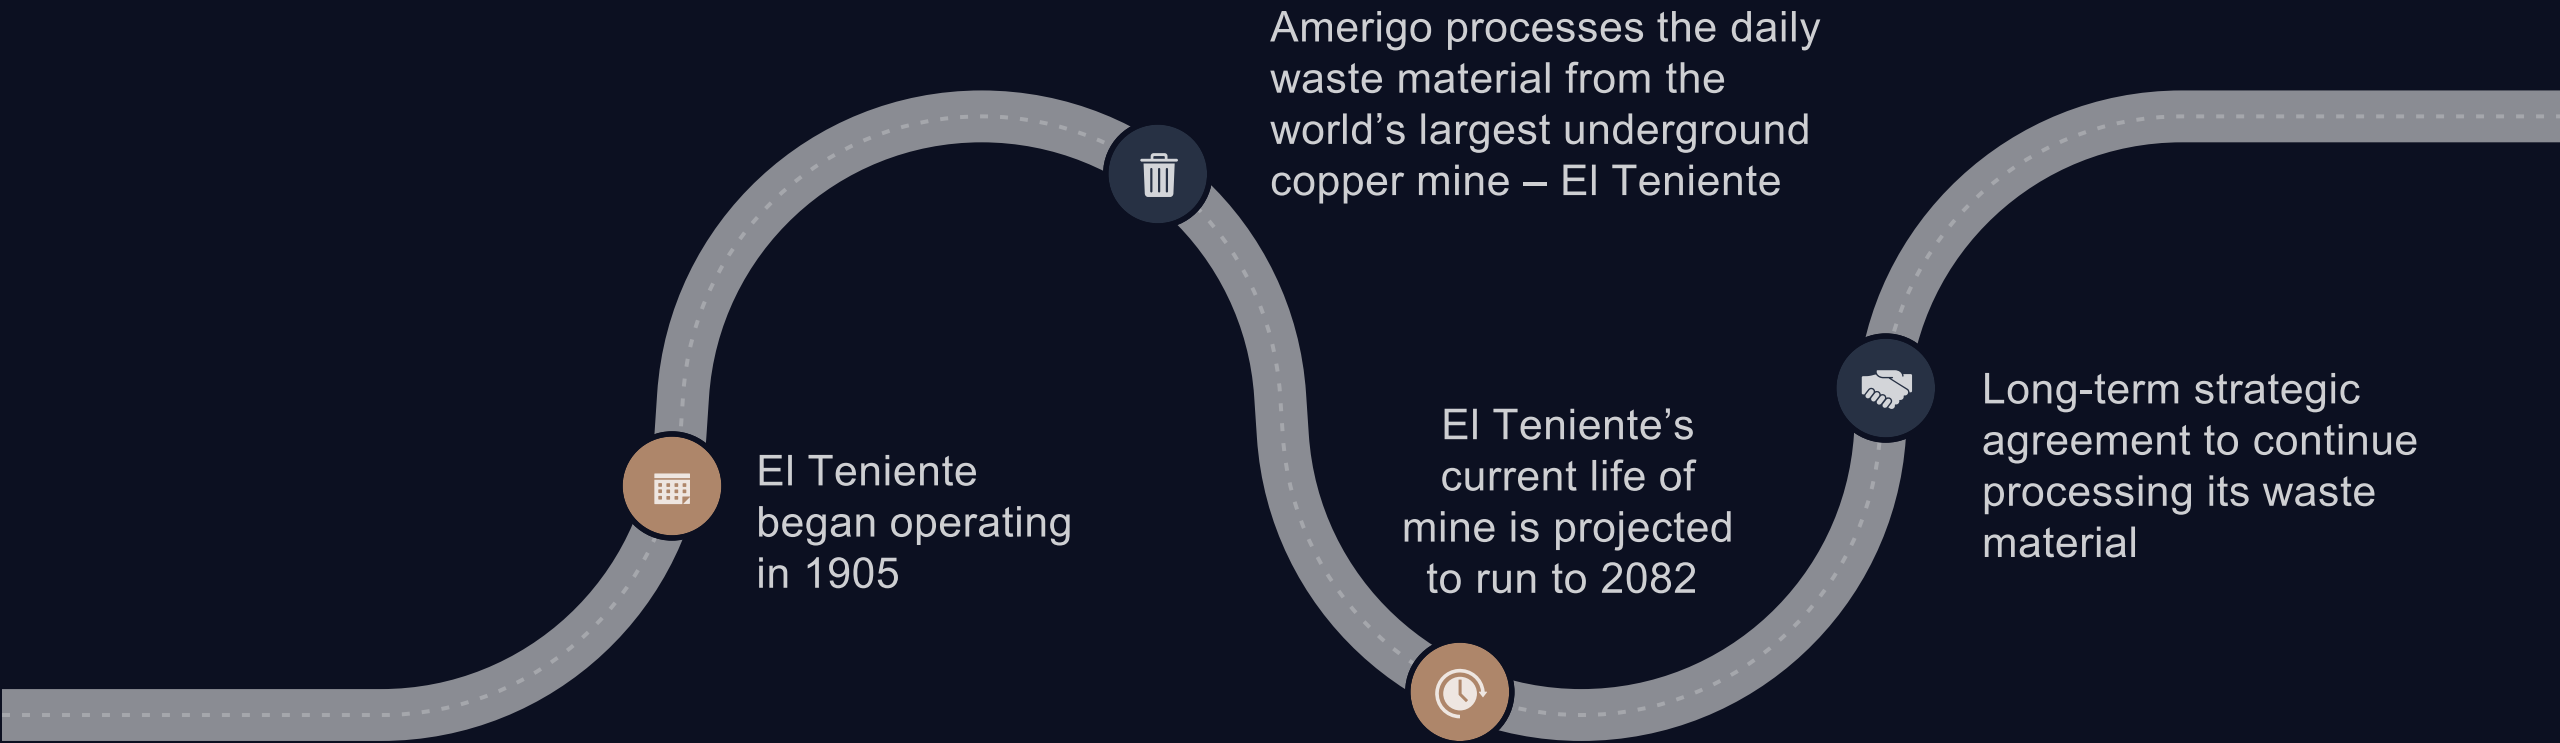 El Teniente
began operating
in 1905
Amerigo processes the daily
waste material from the
world’s largest underground
copper mine – El Teniente
El Teniente’s
current life of
mine is projected
to run to 2082
Long-term strategic
agreement to continue
processing its waste
material